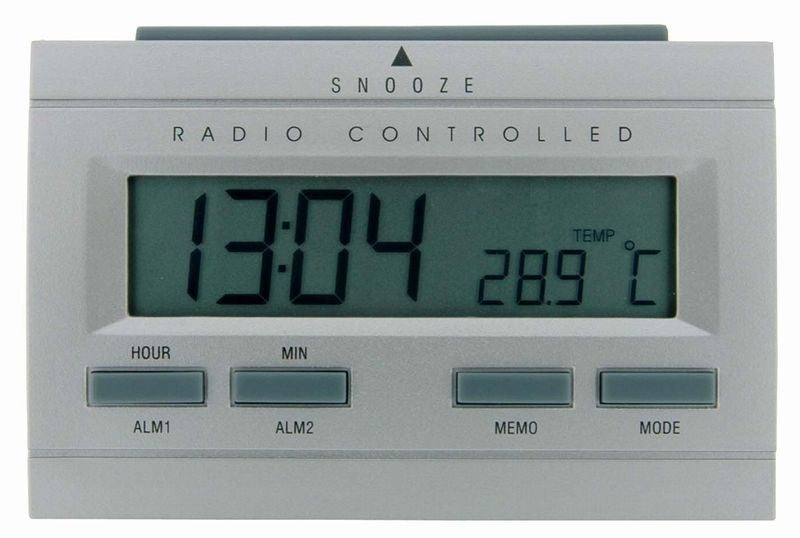 SNOOZE
RADIO CONTROLLED
13:04 TEMP 28.9 °C
HOUR MIN
ALM1 ALM2 MEMO MODE